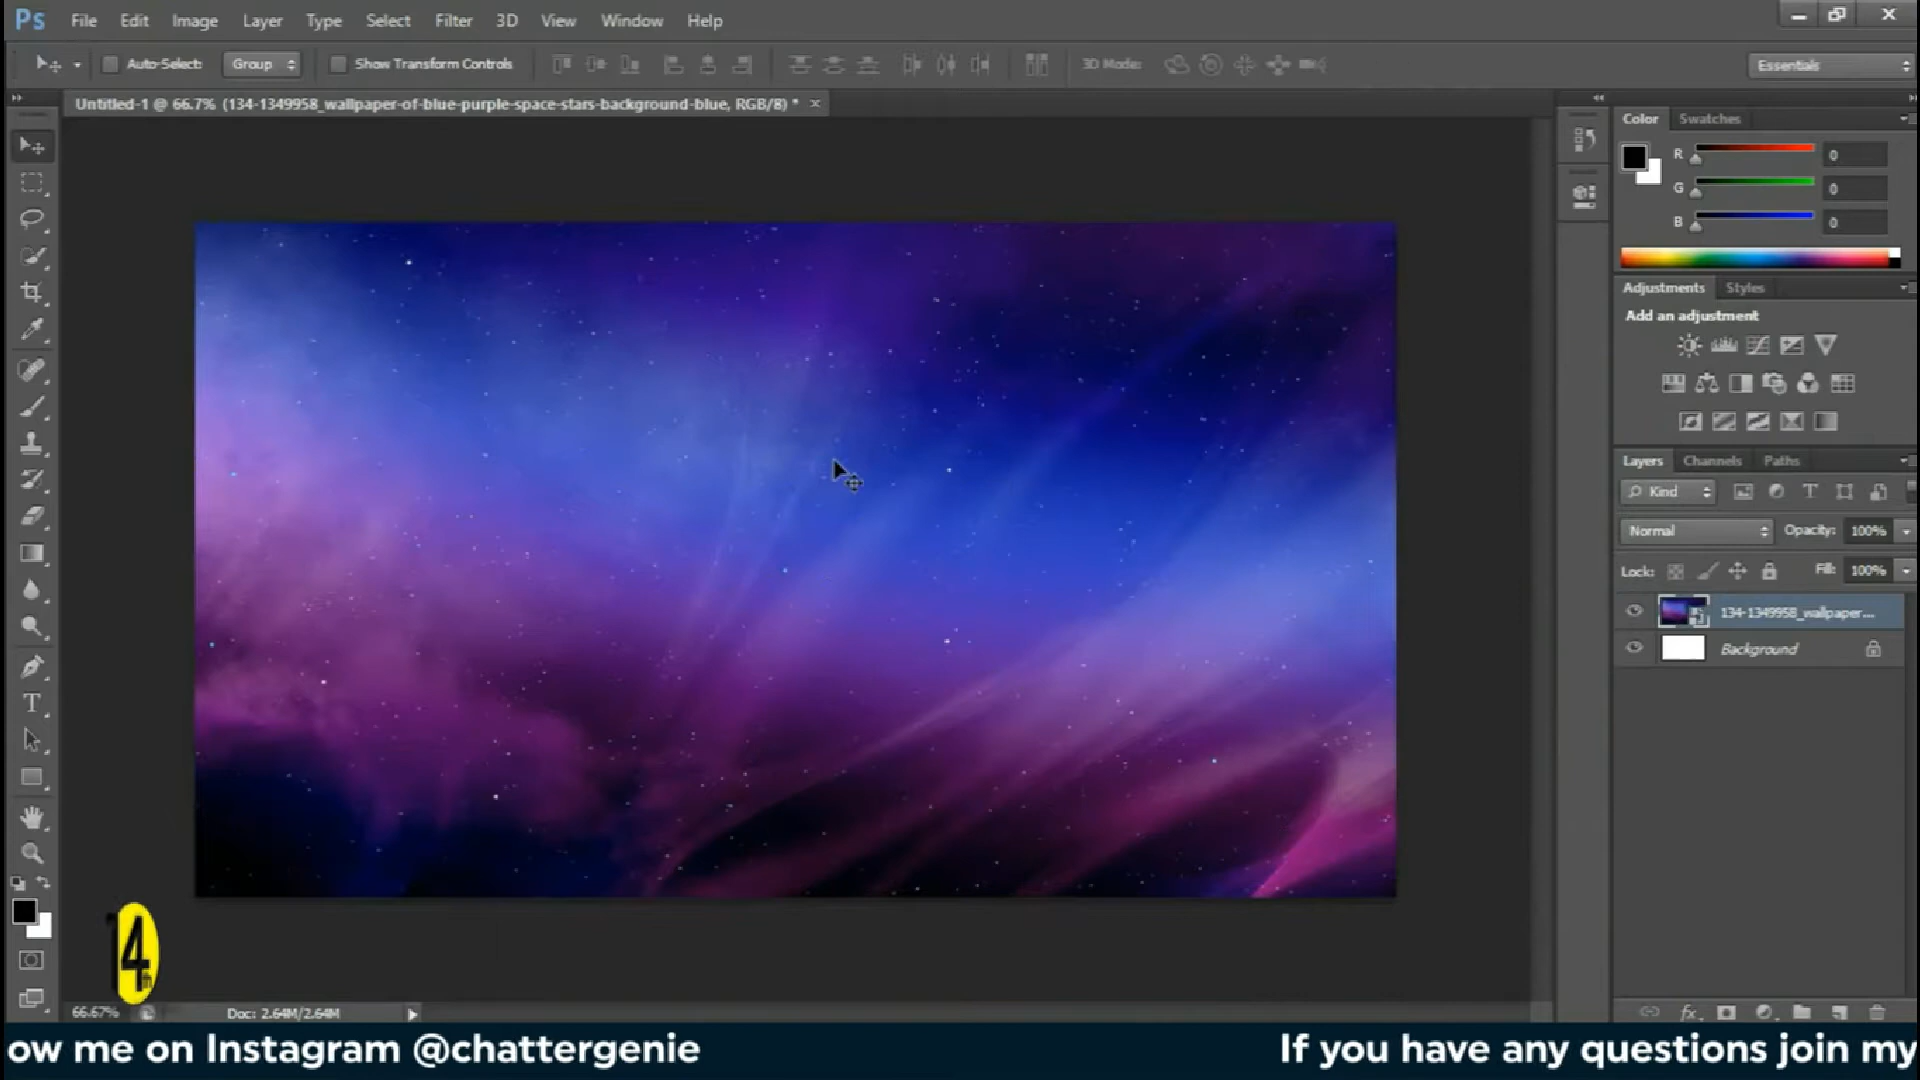 Ps File Edit Image Layer Type Select Filter 3D View Window Help
Auto-Select: Group Show Transform Controls 3D Mode: Essentials
Untitled-1 @ 66.7% (134-1349958_wallpaper-of-blue-purple-space-stars-background-blue, RGB/8) * ×
Color Swatches
R 0
G 0
B 0
Adjustments Styles
Add an adjustment
Layers Channels Paths
Kind
Normal Opacity: 100%
Lock: Fill: 100%
134-1349958_wallpaper...
Background
14th
66.67% Doc: 2.64M/2.64M
ow me on Instagram @chattergenie If you have any questions join my